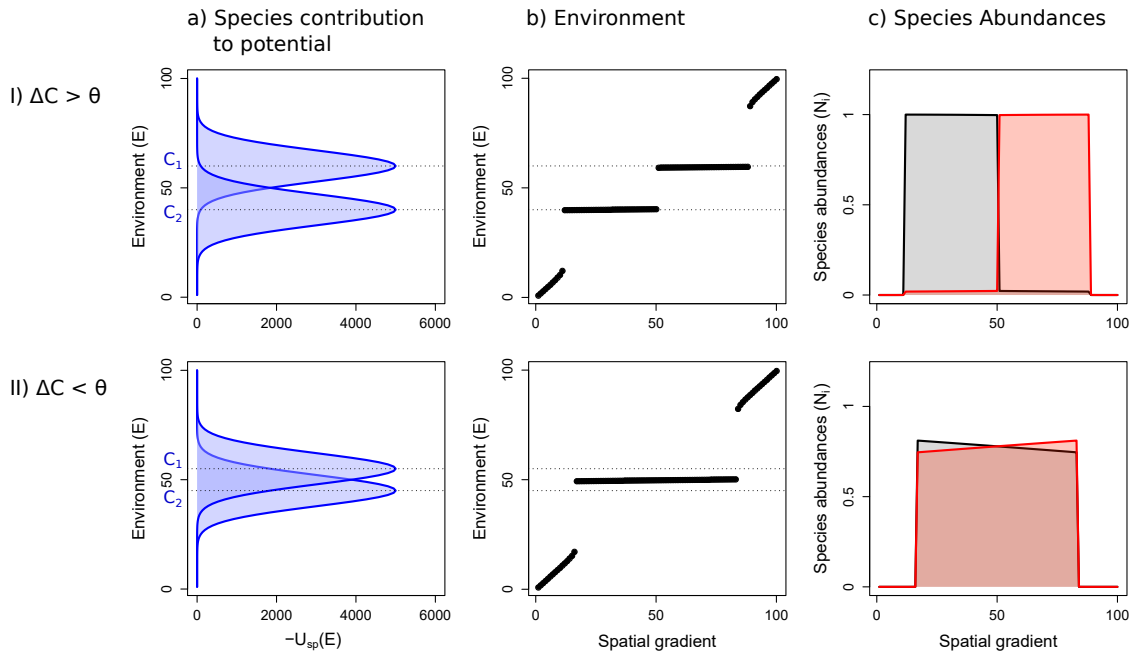 a) Species contribution
to potential
b) Environment
c) Species Abundances
I) ΔC > θ
Environment (E)
100
50
0
C1
C2
0 2000 4000 6000
Environment (E)
100
50
0
0 50 100
Species abundances (Ni)
1
0.5
0
0 50 100
II) ΔC < θ
Environment (E)
100
50
0
C1
C2
0 2000 4000 6000
−Usp(E)
Environment (E)
100
50
0
0 50 100
Spatial gradient
Species abundances (Ni)
1
0.5
0
0 50 100
Spatial gradient